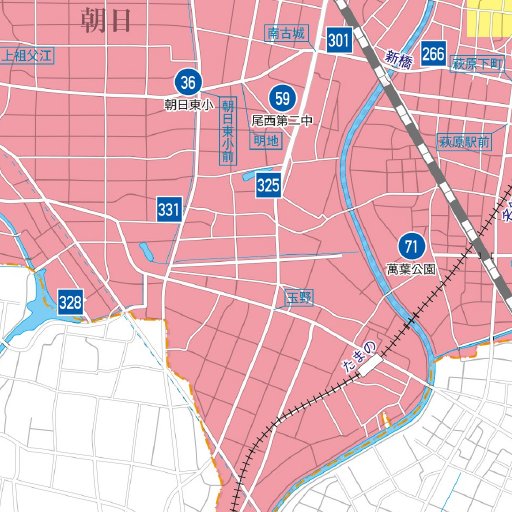 朝日
南古城
301
新橋
266
萩原下町
上祖父江
36
朝日東小
59
尾西第二中
朝日東小前
明地
萩原駅前
325
331
71
萬葉公園
328
玉野
たまの